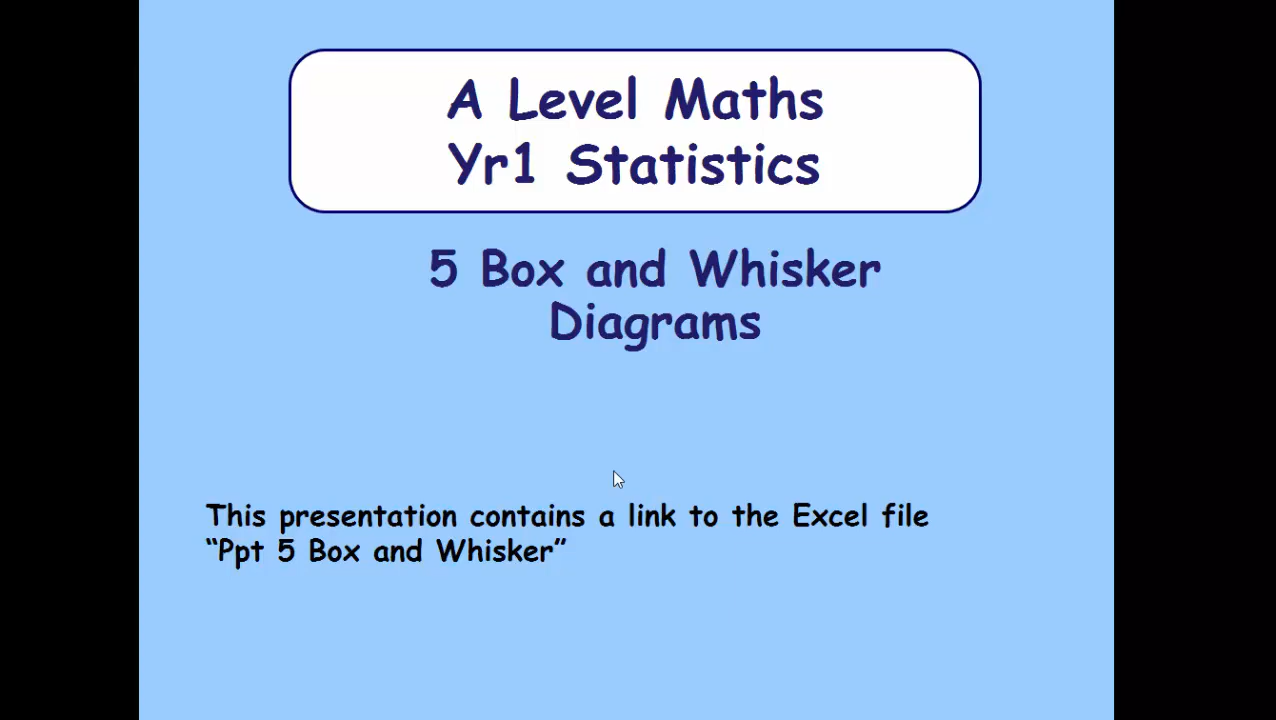 A Level Maths
Yr1 Statistics
5 Box and Whisker
Diagrams
This presentation contains a link to the Excel file
“Ppt 5 Box and Whisker”